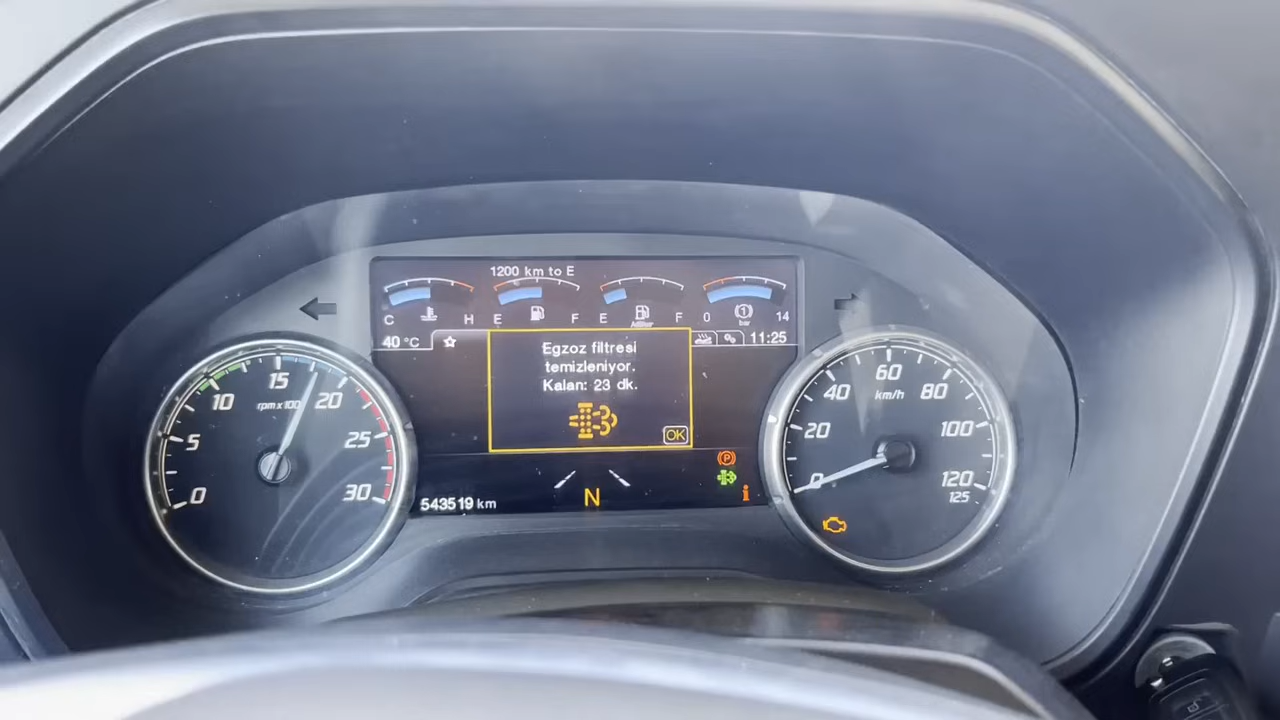 1200 km to E
C H E F E F 0 14
AdBlue
bar
40 °C
11:25
Egzoz filtresi
temizleniyor.
Kalan: 23 dk.
OK
543519 km
N
0
5
10
15
20
25
30
rpm x 100
0
20
40
60
80
100
120
125
km/h